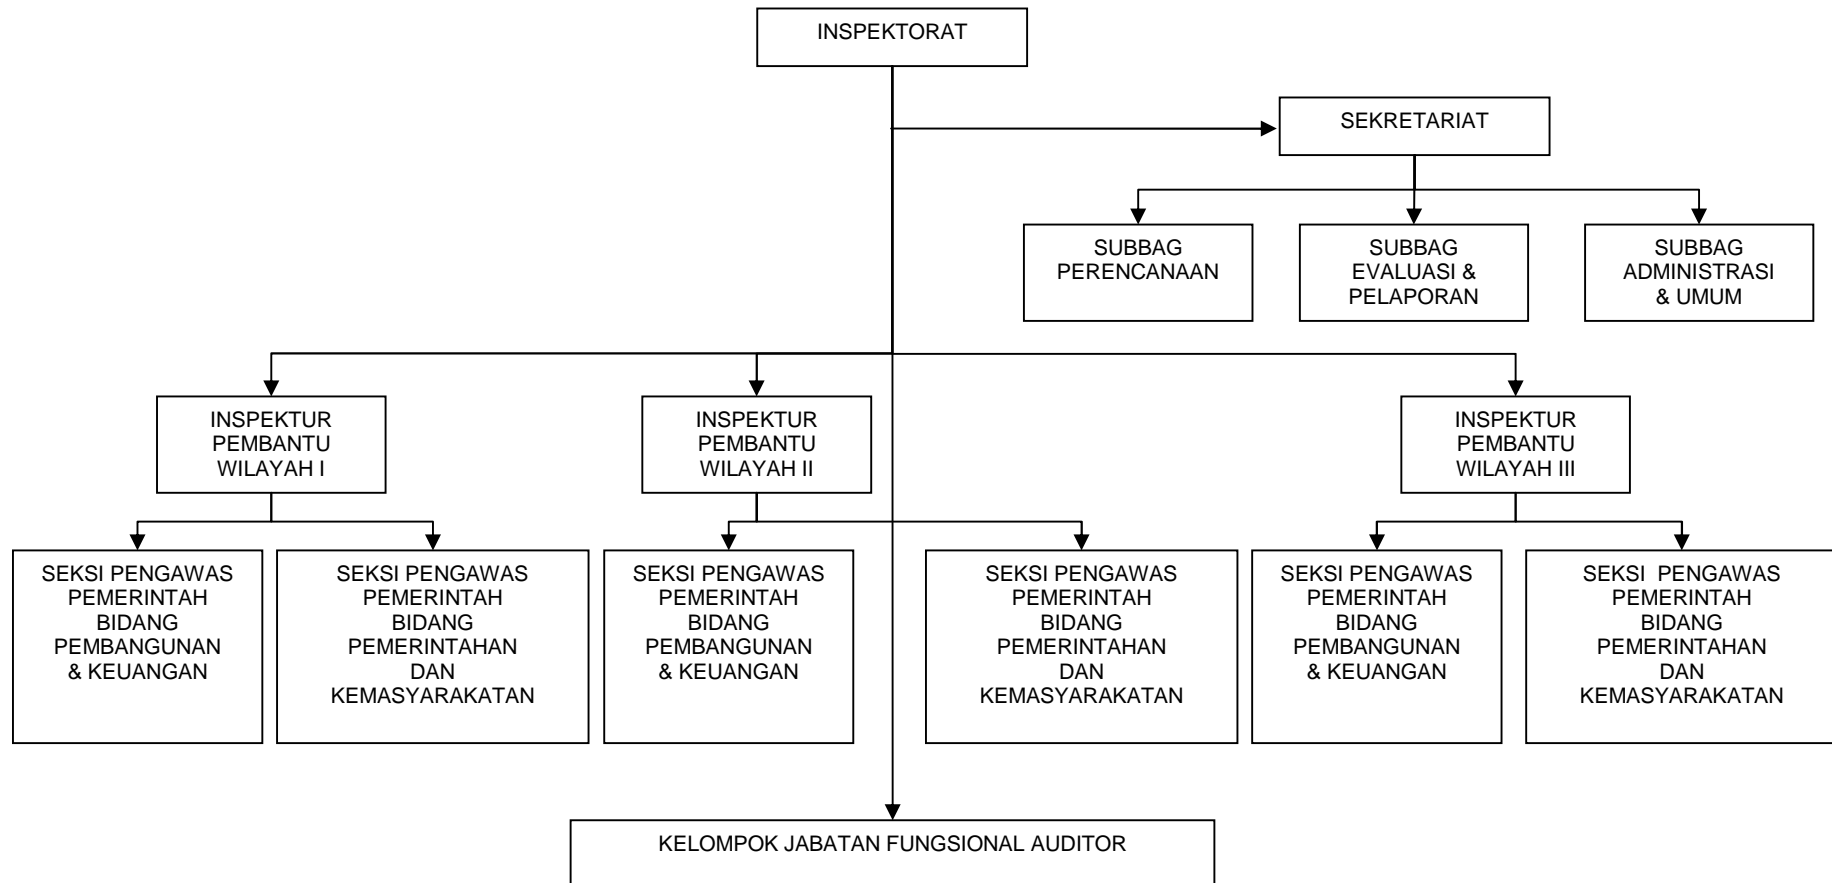 INSPEKTORAT
SEKRETARIAT
SUBBAG
PERENCANAAN
SUBBAG
EVALUASI &
PELAPORAN
SUBBAG
ADMINISTRASI
& UMUM
INSPEKTUR
PEMBANTU
WILAYAH I
INSPEKTUR
PEMBANTU
WILAYAH II
INSPEKTUR
PEMBANTU
WILAYAH III
SEKSI PENGAWAS
PEMERINTAH
BIDANG
PEMBANGUNAN
& KEUANGAN
SEKSI PENGAWAS
PEMERINTAH
BIDANG
PEMERINTAHAN
DAN
KEMASYARAKATAN
SEKSI PENGAWAS
PEMERINTAH
BIDANG
PEMBANGUNAN
& KEUANGAN
SEKSI PENGAWAS
PEMERINTAH
BIDANG
PEMERINTAHAN
DAN
KEMASYARAKATAN
SEKSI PENGAWAS
PEMERINTAH
BIDANG
PEMBANGUNAN
& KEUANGAN
SEKSI  PENGAWAS
PEMERINTAH
BIDANG
PEMERINTAHAN
DAN
KEMASYARAKATAN
KELOMPOK JABATAN FUNGSIONAL AUDITOR